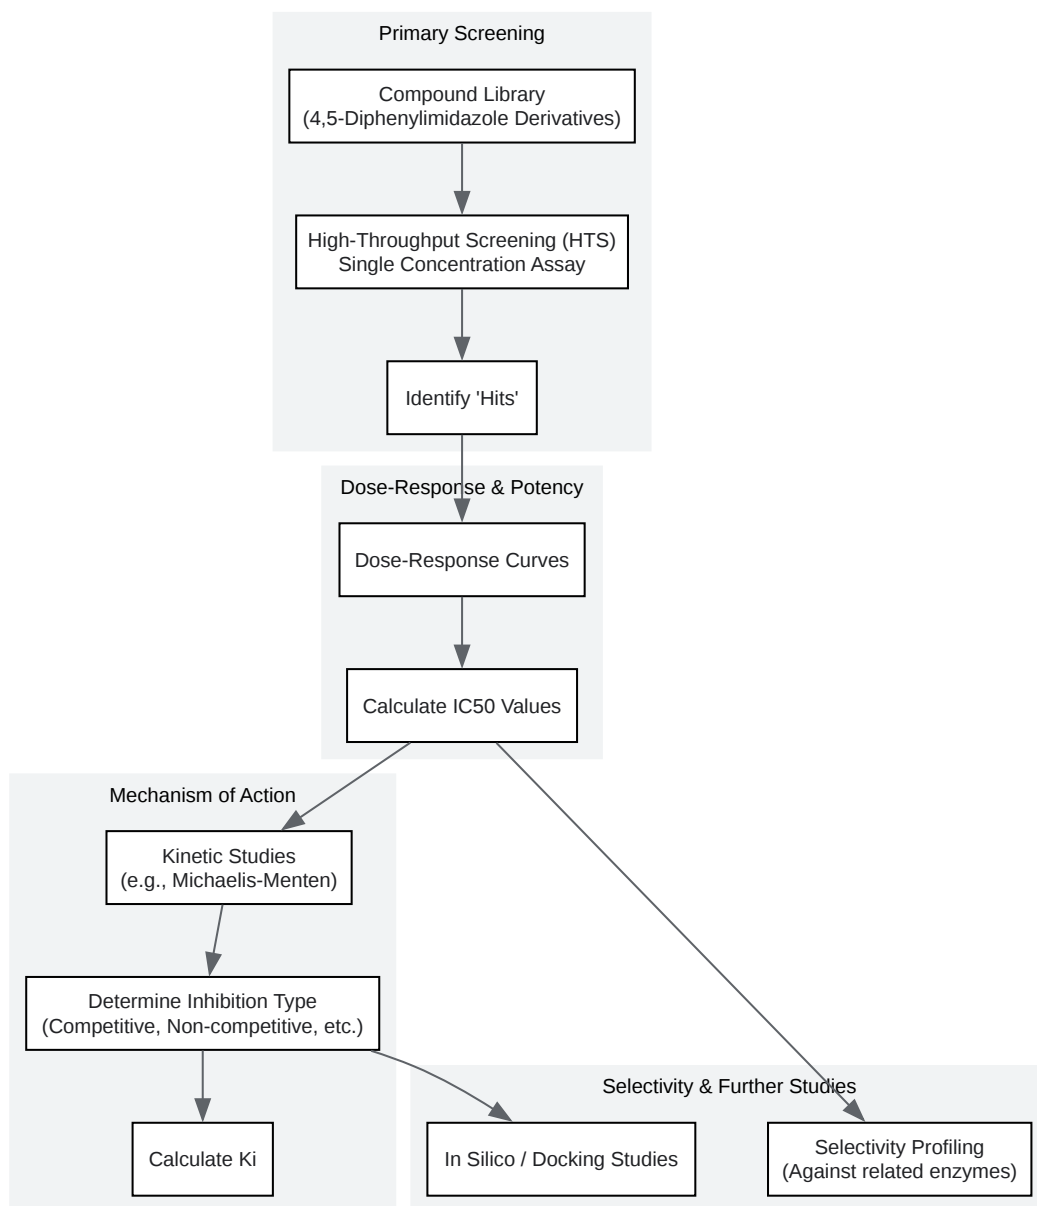 Primary Screening
Compound Library
(4,5-Diphenylimidazole Derivatives)
High-Throughput Screening (HTS)
Single Concentration Assay
Identify 'Hits'
Dose-Response & Potency
Dose-Response Curves
Calculate IC50 Values
Mechanism of Action
Kinetic Studies
(e.g., Michaelis-Menten)
Determine Inhibition Type
(Competitive, Non-competitive, etc.)
Calculate Ki
Selectivity & Further Studies
In Silico / Docking Studies
Selectivity Profiling
(Against related enzymes)